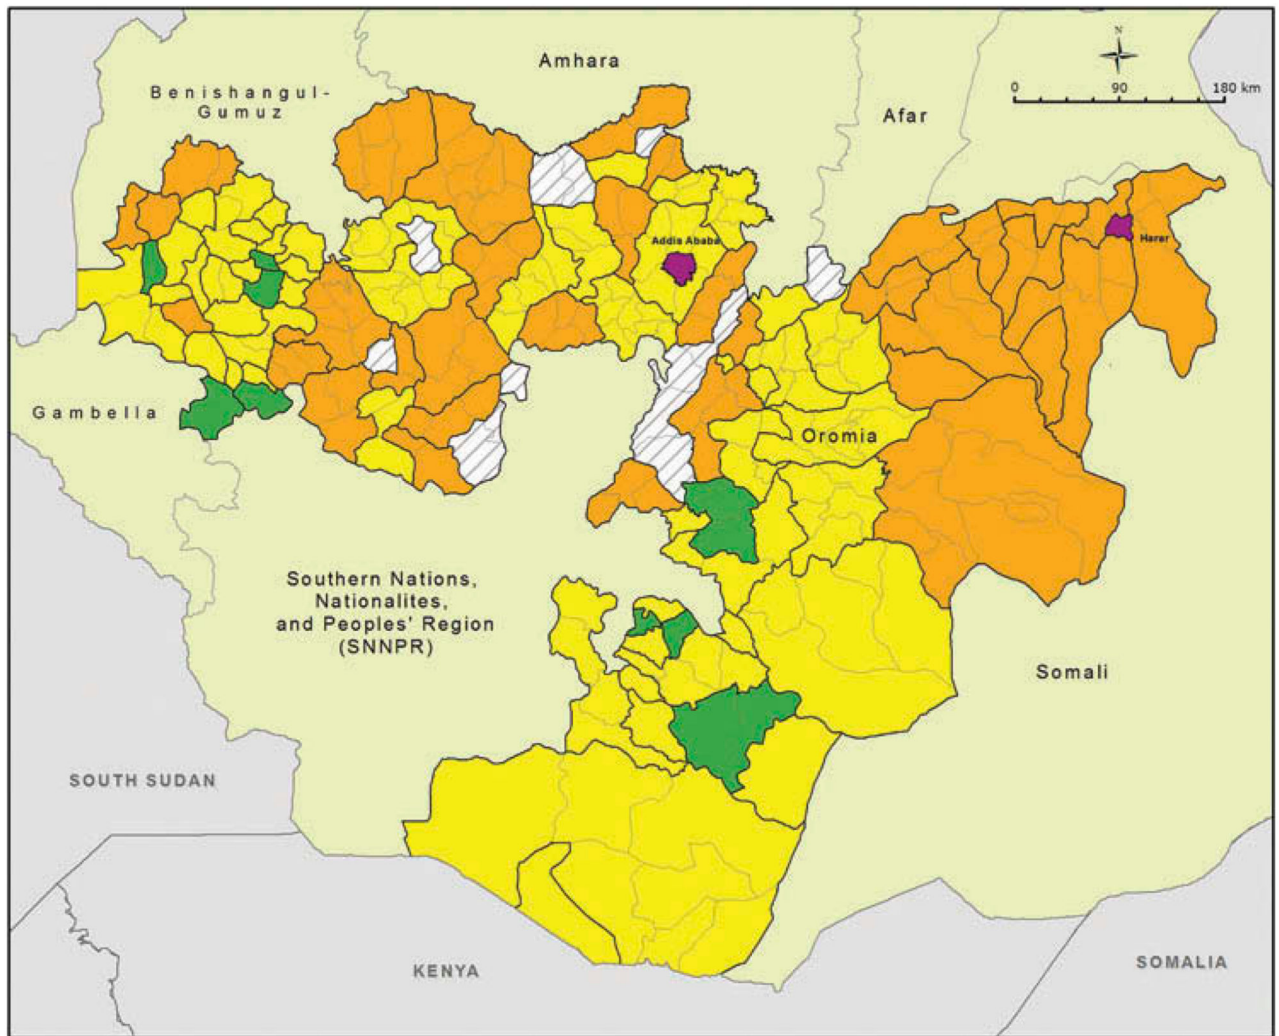 N
0 90 180 km
Amhara
Benishangul-
Gumuz
Afar
Addis Ababa
Harar
Gambella
Oromia
Southern Nations,
Nationalites,
and Peoples' Region
(SNNPR)
Somali
SOUTH SUDAN
KENYA
SOMALIA